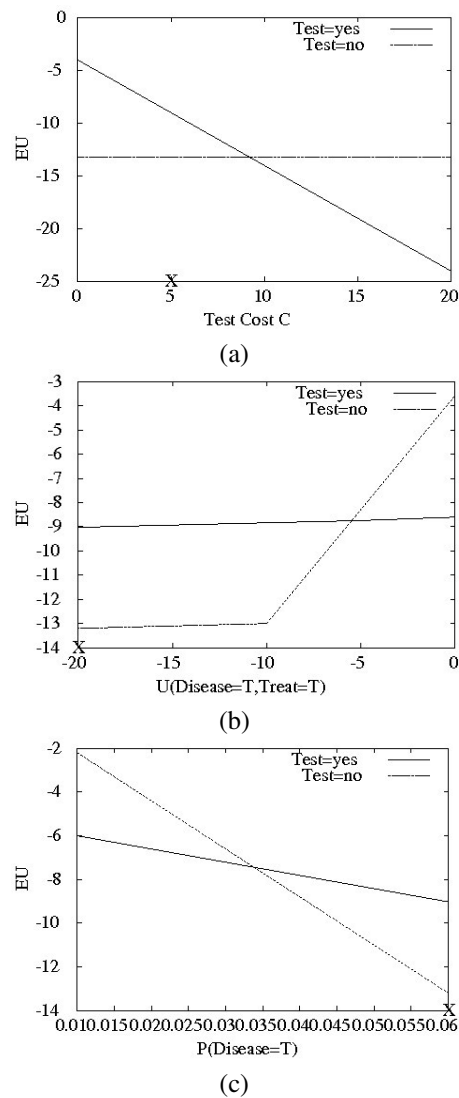 0
Test=yes
Test=no
-5
-10
EU
-15
-20
-25
X
0 5 10 15 20
Test Cost C
(a)
-3
Test=yes
-4
Test=no
-5
-6
-7
-8
EU
-9
-10
-11
-12
-13
-14
X
-20 -15 -10 -5 0
U(Disease=T,Treat=T)
(b)
-2
Test=yes
Test=no
-4
-6
EU
-8
-10
-12
-14
X
0.010.0150.020.0250.030.0350.040.0450.050.0550.06
P(Disease=T)
(c)